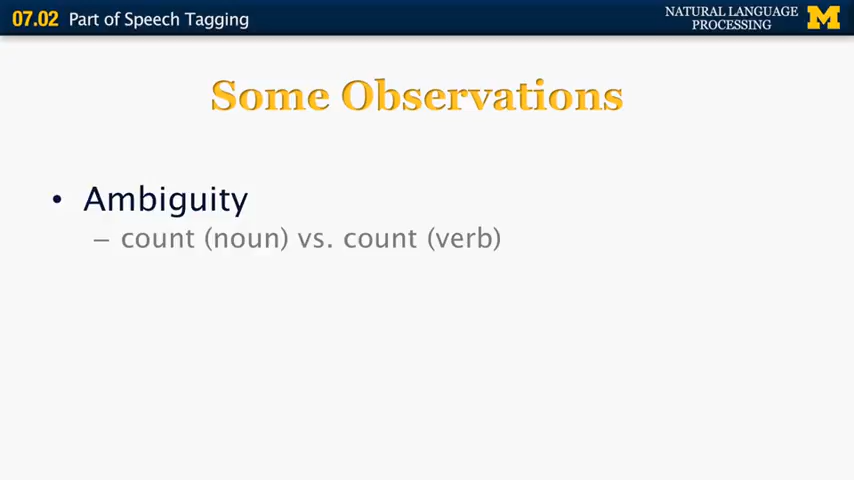 07.02 Part of Speech Tagging
NATURAL LANGUAGE
PROCESSING
M
Some Observations
• Ambiguity
– count (noun) vs. count (verb)